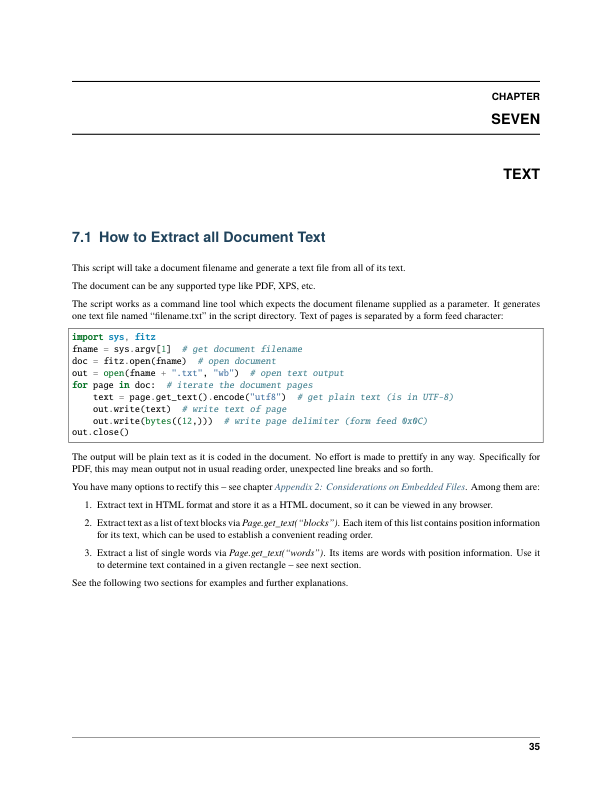 CHAPTER
SEVEN
TEXT
7.1 How to Extract all Document Text
This script will take a document filename and generate a text file from all of its text.
The document can be any supported type like PDF, XPS, etc.
The script works as a command line tool which expects the document filename supplied as a parameter. It generates
one text file named “filename.txt” in the script directory. Text of pages is separated by a form feed character:
import sys, fitz
fname = sys.argv[1]  # get document filename
doc = fitz.open(fname)  # open document
out = open(fname + ".txt", "wb")  # open text output
for page in doc:  # iterate the document pages
    text = page.get_text().encode("utf8")  # get plain text (is in UTF-8)
    out.write(text)  # write text of page
    out.write(bytes((12,)))  # write page delimiter (form feed 0x0C)
out.close()
The output will be plain text as it is coded in the document. No effort is made to prettify in any way. Specifically for
PDF, this may mean output not in usual reading order, unexpected line breaks and so forth.
You have many options to rectify this – see chapter Appendix 2: Considerations on Embedded Files. Among them are:
1. Extract text in HTML format and store it as a HTML document, so it can be viewed in any browser.
2. Extract text as a list of text blocks via Page.get_text(“blocks”). Each item of this list contains position information
for its text, which can be used to establish a convenient reading order.
3. Extract a list of single words via Page.get_text(“words”). Its items are words with position information. Use it
to determine text contained in a given rectangle – see next section.
See the following two sections for examples and further explanations.
35